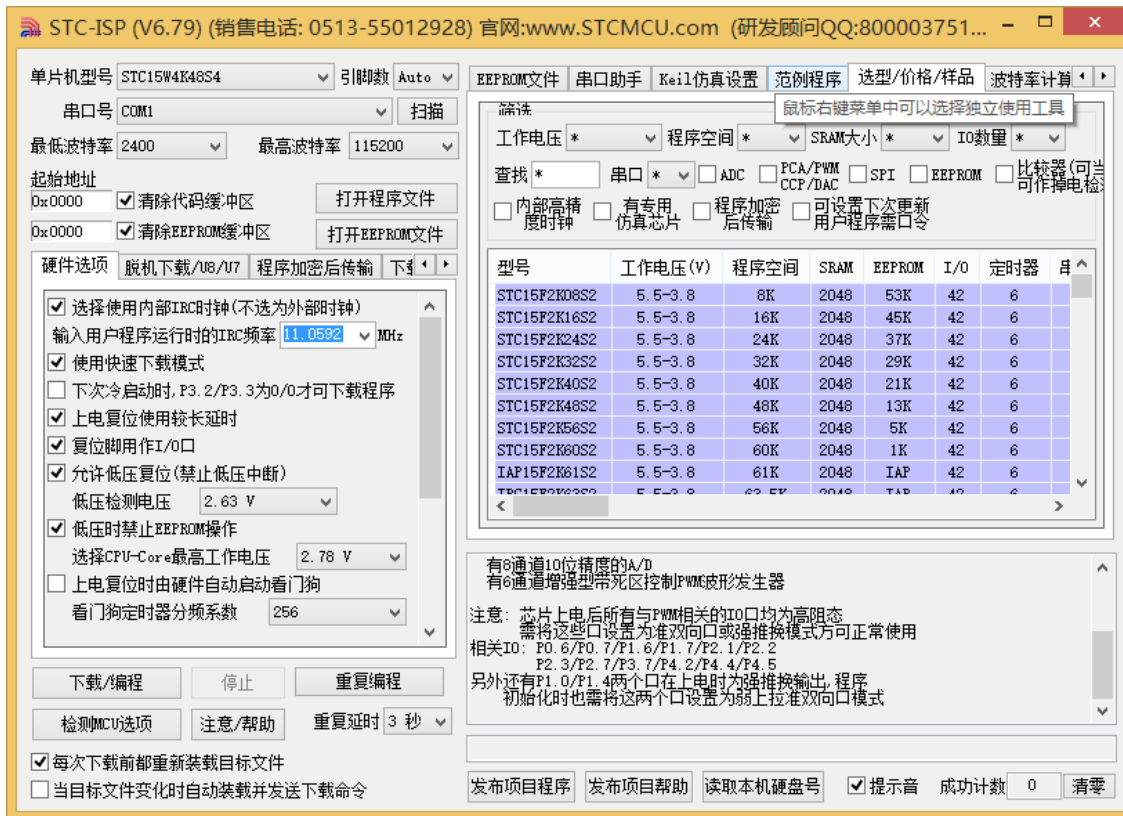 STC-ISP (V6.79) (销售电话: 0513-55012928) 官网:www.STCMCU.com (研发顾问QQ:800003751...
单片机型号 STC15W4K48S4 引脚数 Auto
串口号 COM1 扫描
最低波特率 2400 最高波特率 115200
起始地址
0x0000 清除代码缓冲区 打开程序文件
0x0000 清除EEPROM缓冲区 打开EEPROM文件
硬件选项 脱机下载/U8/U7 程序加密后传输
选择使用内部IRC时钟(不选为外部时钟)
输入用户程序运行时的IRC频率 11.0592 MHz
使用快速下载模式
下次冷启动时,P3.2/P3.3为0/0才可下载程序
上电复位使用较长延时
复位脚用作I/O口
允许低压复位(禁止低压中断)
低压检测电压 2.63 V
低压时禁止EEPROM操作
选择CPU-Core最高工作电压 2.78 V
上电复位时由硬件自动启动看门狗
看门狗定时器分频系数 256
下载/编程 停止 重复编程
检测MCU选项 注意/帮助 重复延时 3 秒
每次下载前都重新装载目标文件
当目标文件变化时自动装载并发送下载命令
EEPROM文件 串口助手 Keil仿真设置 范例程序 选型/价格/样品 波特率计算
鼠标右键菜单中可以选择独立使用工具
筛选
工作电压 * 程序空间 * SRAM大小 * IO数量 *
查找 * 串口 * ADC PCA/PWM CCP/DAC SPI EEPROM 比较器(可当 可作掉电检
内部高精度时钟 有专用仿真芯片 程序加密后传输 可设置下次更新用户程序需口令
型号 工作电压(V) 程序空间 SRAM EEPROM I/O 定时器
STC15F2K08S2 5.5-3.8 8K 2048 53K 42 6
STC15F2K16S2 5.5-3.8 16K 2048 45K 42 6
STC15F2K24S2 5.5-3.8 24K 2048 37K 42 6
STC15F2K32S2 5.5-3.8 32K 2048 29K 42 6
STC15F2K40S2 5.5-3.8 40K 2048 21K 42 6
STC15F2K48S2 5.5-3.8 48K 2048 13K 42 6
STC15F2K56S2 5.5-3.8 56K 2048 5K 42 6
STC15F2K60S2 5.5-3.8 60K 2048 1K 42 6
IAP15F2K61S2 5.5-3.8 61K 2048 IAP 42 6
有8通道10位精度的A/D
有6通道增强型带死区控制PWM波形发生器
注意: 芯片上电后所有与PWM相关的IO口均为高阻态
需将这些口设置为准双向口或强推挽模式方可正常使用
相关IO: P0.6/P0.7/P1.6/P1.7/P2.1/P2.2
P2.3/P2.7/P3.7/P4.2/P4.4/P4.5
另外还有P1.0/P1.4两个口在上电时为强推挽输出,程序
初始化时也需将这两个口设置为弱上拉准双向口模式
发布项目程序 发布项目帮助 读取本机硬盘号 提示音 成功计数 0 清零